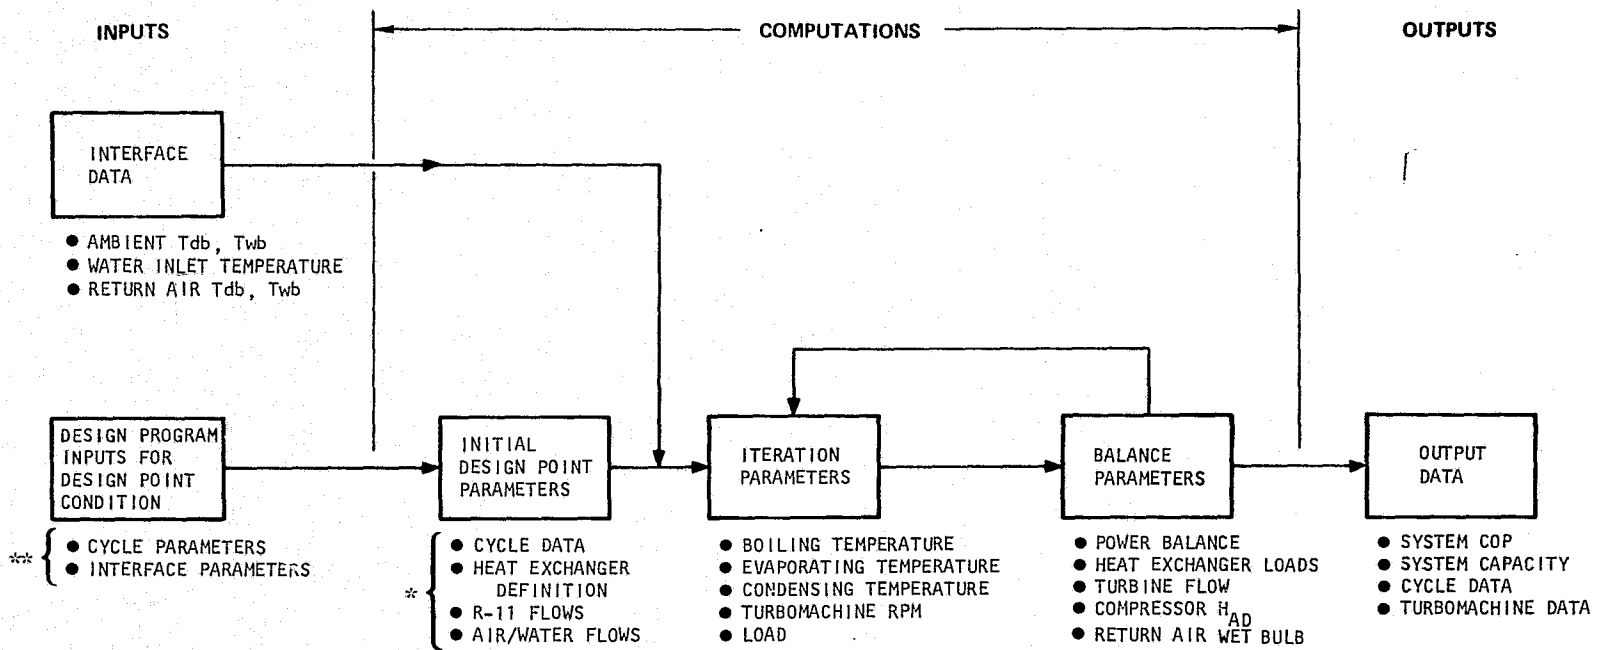 INPUTS
COMPUTATIONS
OUTPUTS
INTERFACE
DATA
● AMBIENT Tdb, Twb
● WATER INLET TEMPERATURE
● RETURN AIR Tdb, Twb
DESIGN PROGRAM
INPUTS FOR
DESIGN POINT
CONDITION
** { ● CYCLE PARAMETERS
● INTERFACE PARAMETERS
INITIAL
DESIGN POINT
PARAMETERS
* { ● CYCLE DATA
● HEAT EXCHANGER
DEFINITION
● R-11 FLOWS
● AIR/WATER FLOWS
ITERATION
PARAMETERS
● BOILING TEMPERATURE
● EVAPORATING TEMPERATURE
● CONDENSING TEMPERATURE
● TURBOMACHINE RPM
● LOAD
BALANCE
PARAMETERS
● POWER BALANCE
● HEAT EXCHANGER LOADS
● TURBINE FLOW
● COMPRESSOR HAD
● RETURN AIR WET BULB
OUTPUT
DATA
● SYSTEM COP
● SYSTEM CAPACITY
● CYCLE DATA
● TURBOMACHINE DATA